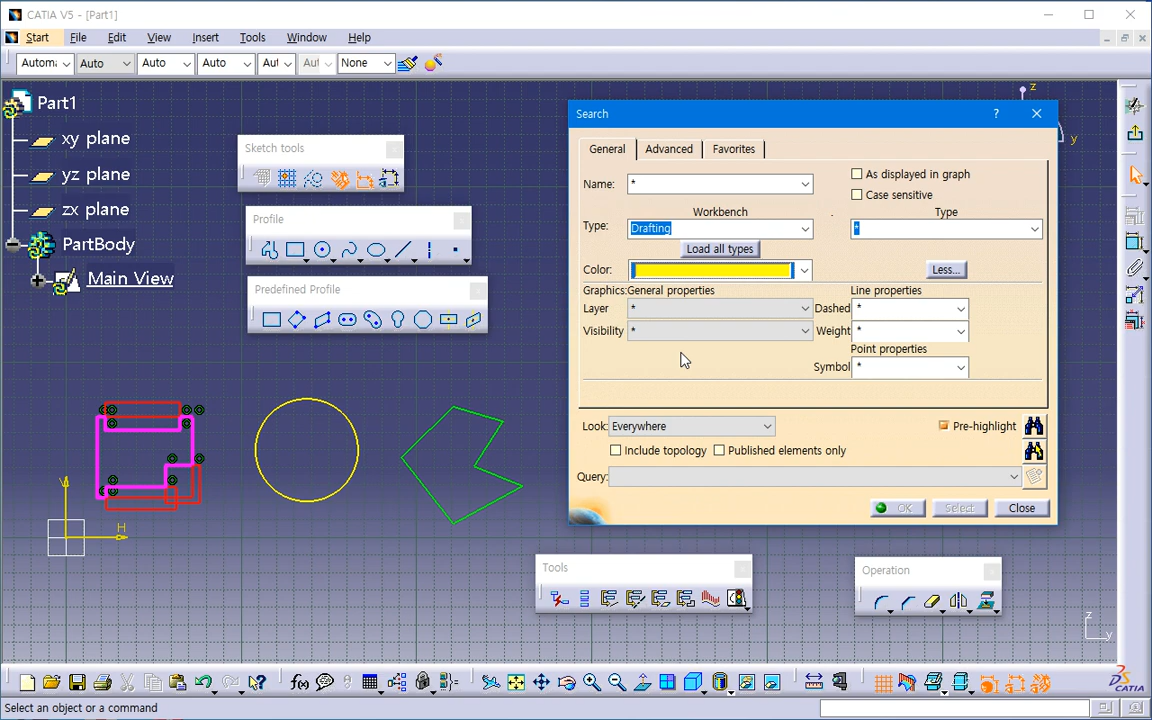 CATIA V5 - [Part1]
Start File Edit View Insert Tools Window Help
Automa Auto Auto Auto Aut Aut None
Part1
xy plane
yz plane
zx plane
PartBody
Main View
Sketch tools
Profile
Predefined Profile
z
y
Search
?
General Advanced Favorites
Name: *
As displayed in graph
Case sensitive
Workbench Type
Type: Drafting *
Load all types
Color:
Less...
Graphics: General properties Line properties
Layer * Dashed *
Visibility * Weight *
Point properties
Symbol *
Look: Everywhere
Pre-highlight
Include topology Published elements only
Query:
OK Select Close
V
H
Tools
Operation
z
y
f(x)
CATIA
Select an object or a command